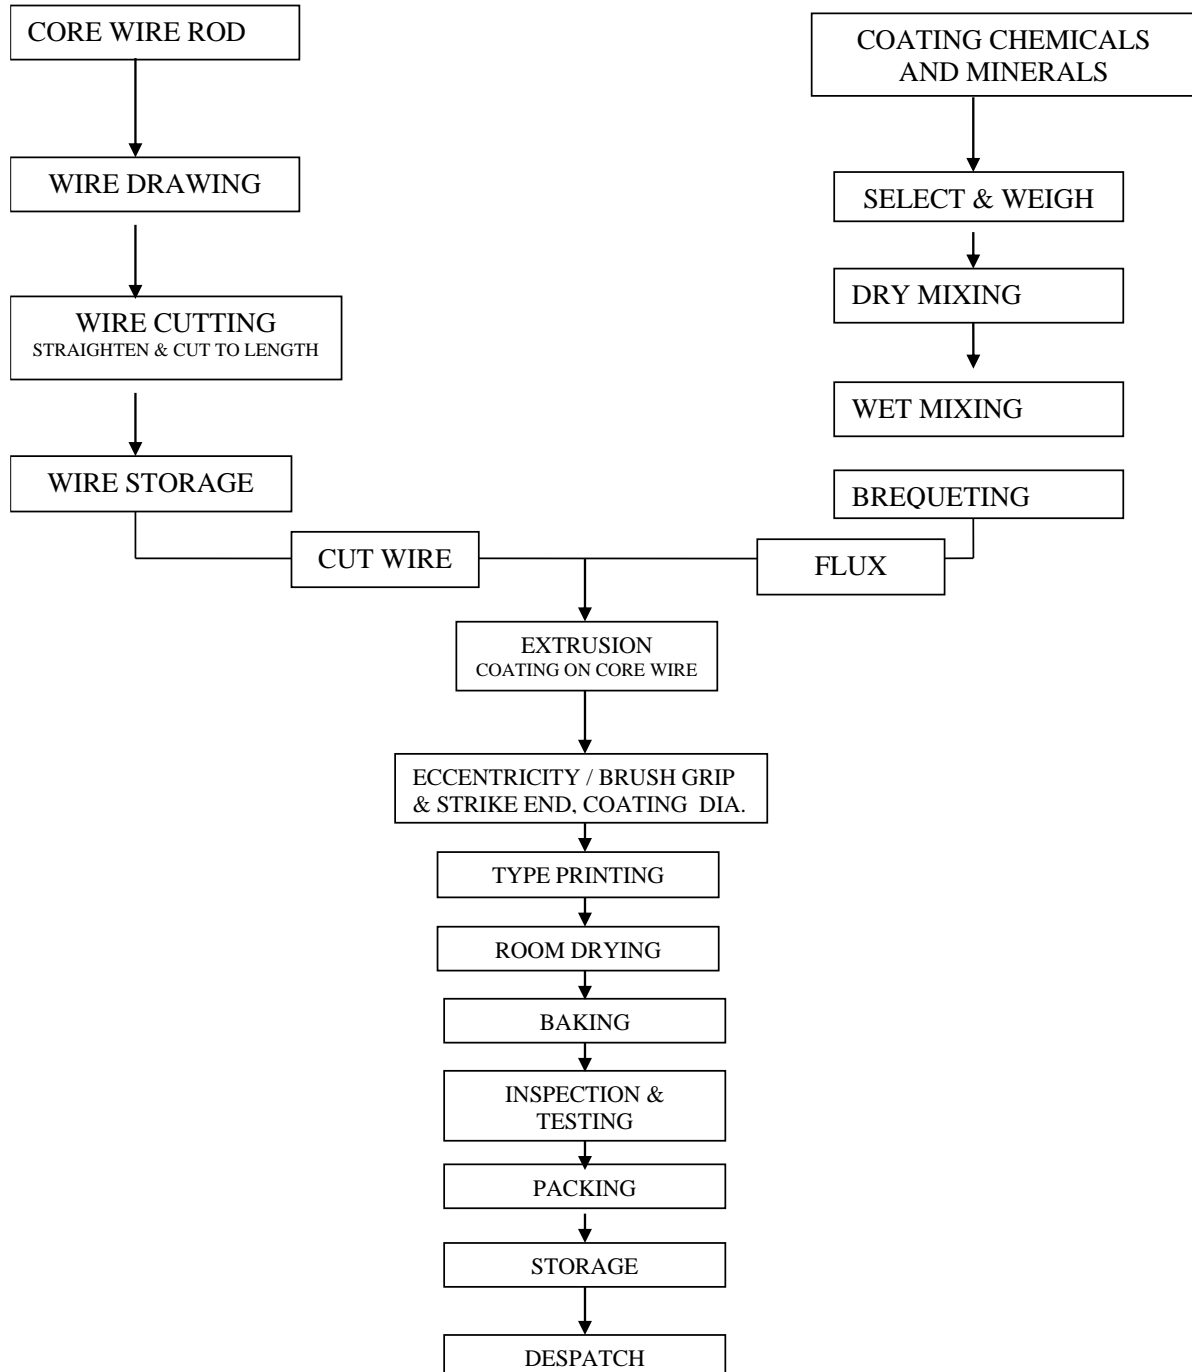 CORE WIRE ROD
COATING CHEMICALS
AND MINERALS
WIRE DRAWING
SELECT & WEIGH
WIRE CUTTING
STRAIGHTEN & CUT TO LENGTH
DRY MIXING
WET MIXING
WIRE STORAGE
BREQUETING
CUT WIRE
FLUX
EXTRUSION
COATING ON CORE WIRE
ECCENTRICITY / BRUSH GRIP
& STRIKE END, COATING DIA.
TYPE PRINTING
ROOM DRYING
BAKING
INSPECTION &
TESTING
PACKING
STORAGE
DESPATCH